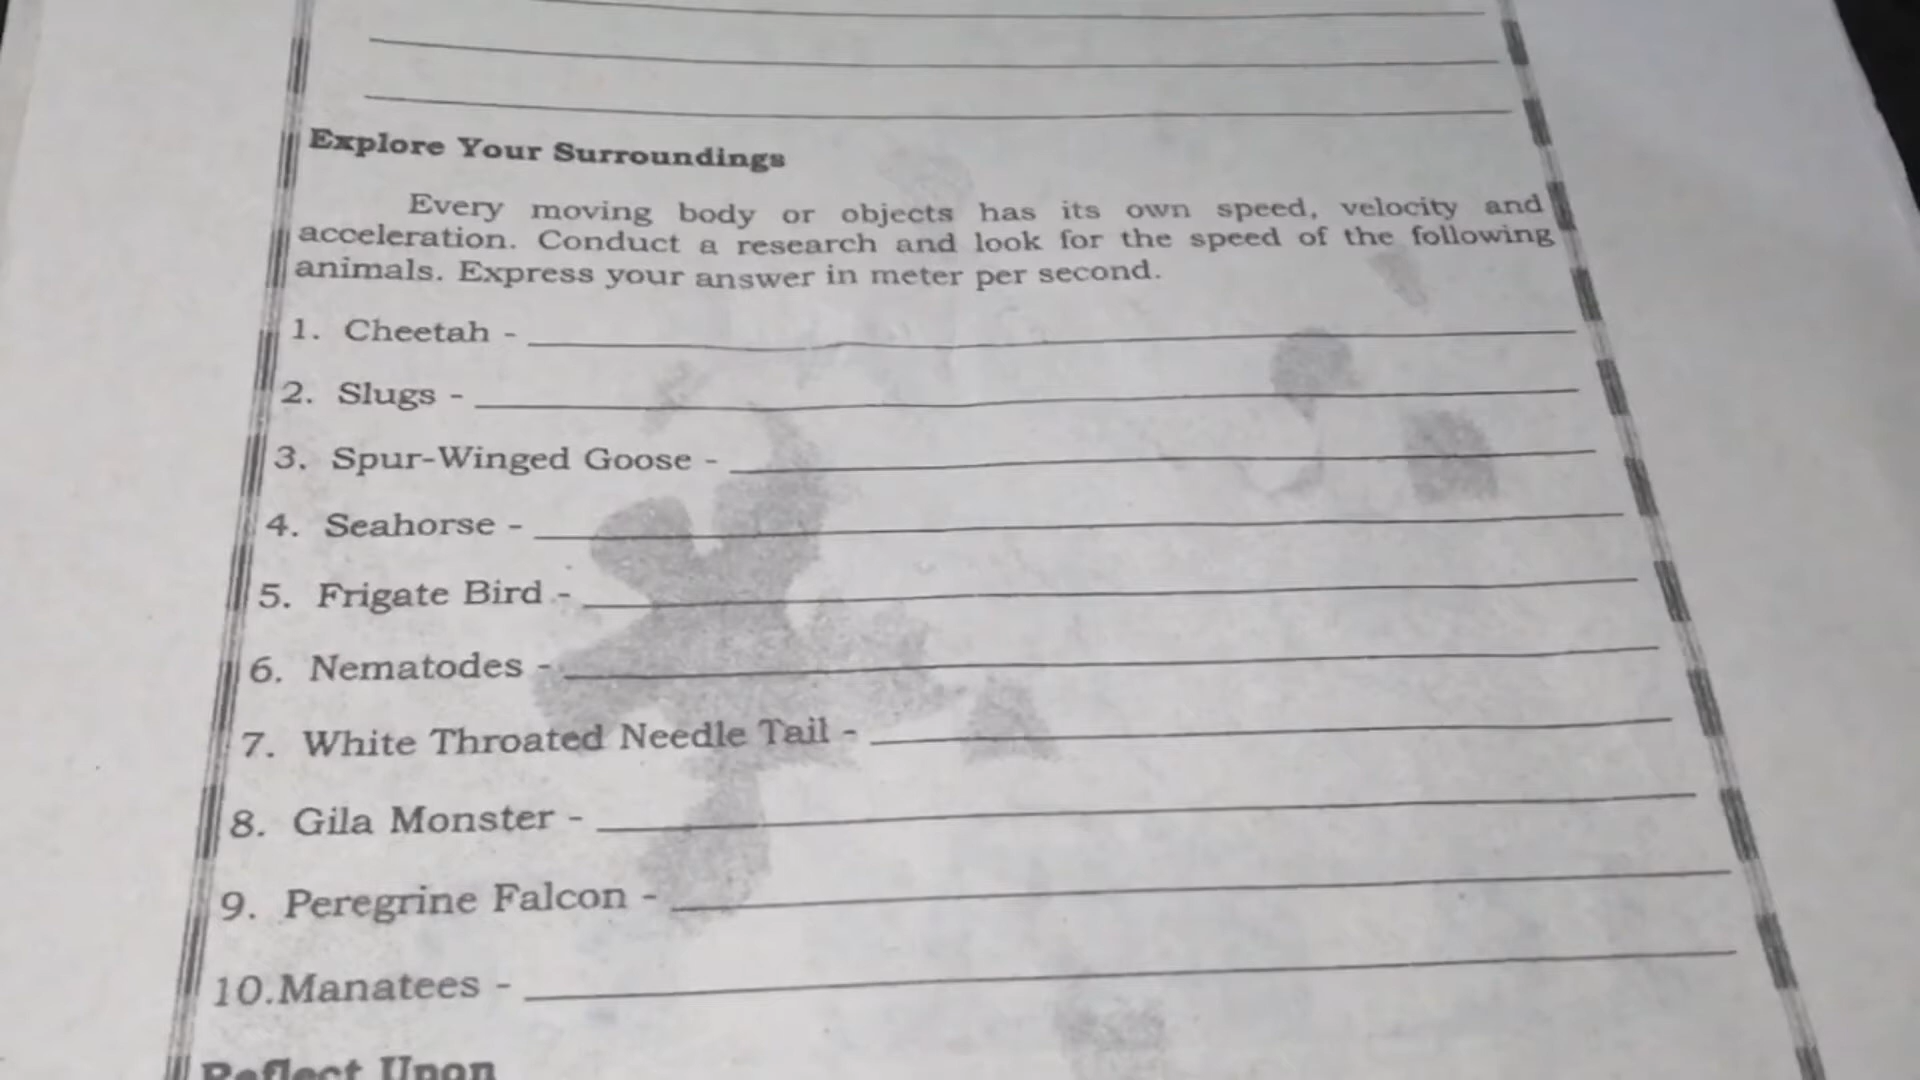 Explore Your Surroundings
Every moving body or objects has its own speed, velocity and
acceleration. Conduct a research and look for the speed of the following
animals. Express your answer in meter per second.
1. Cheetah -
2. Slugs -
3. Spur-Winged Goose -
4. Seahorse -
5. Frigate Bird -
6. Nematodes -
7. White Throated Needle Tail -
8. Gila Monster -
9. Peregrine Falcon -
10.Manatees -
Reflect Upon